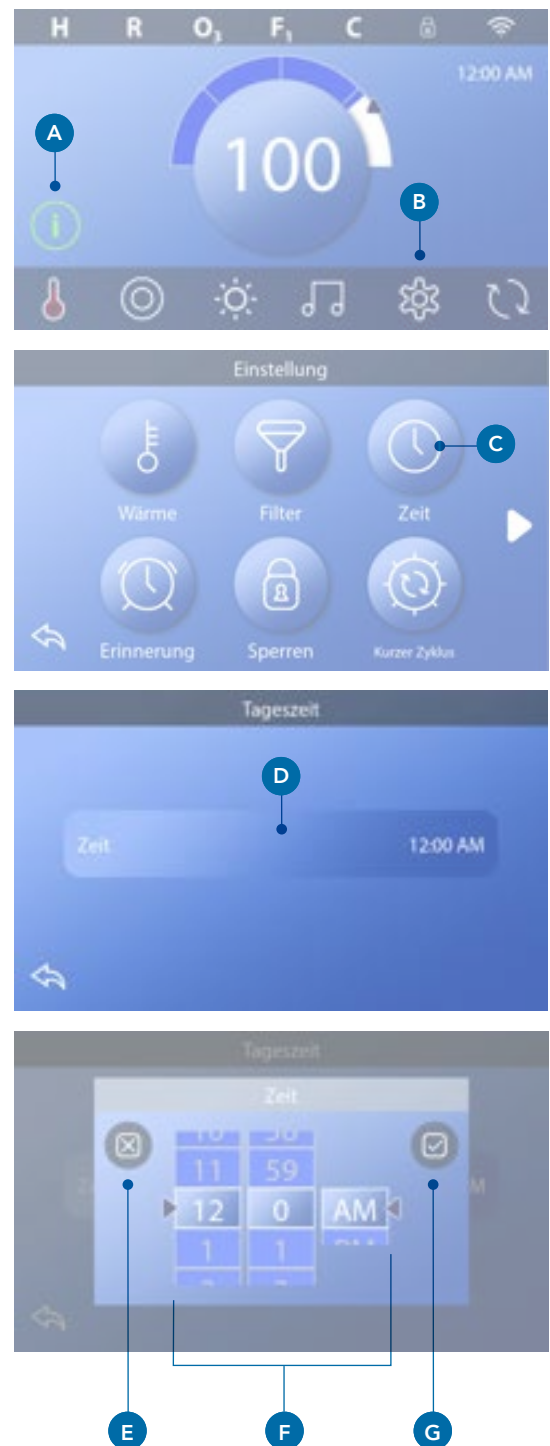 H R O3 F1 C
12:00 AM
A
100
B
i
Einstellung
C
Wärme Filter Zeit
Erinnerung Sperren Kurzer Zyklus
Tageszeit
D
Zeit 12:00 AM
Tageszeit
Zeit
11 59
12 0 AM
1 1
E F G